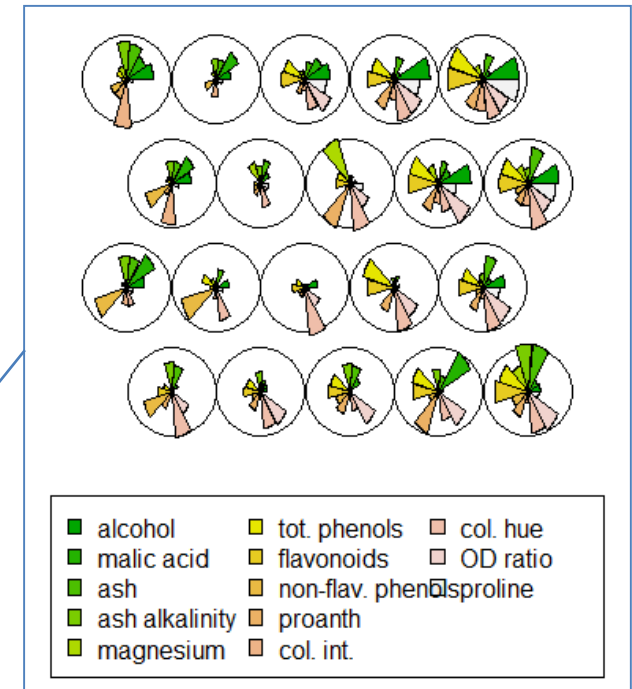 alcohol tot. phenols col. hue
malic acid flavonoids OD ratio
ash non-flav. phenols proline
ash alkalinity proanth
magnesium col. int.